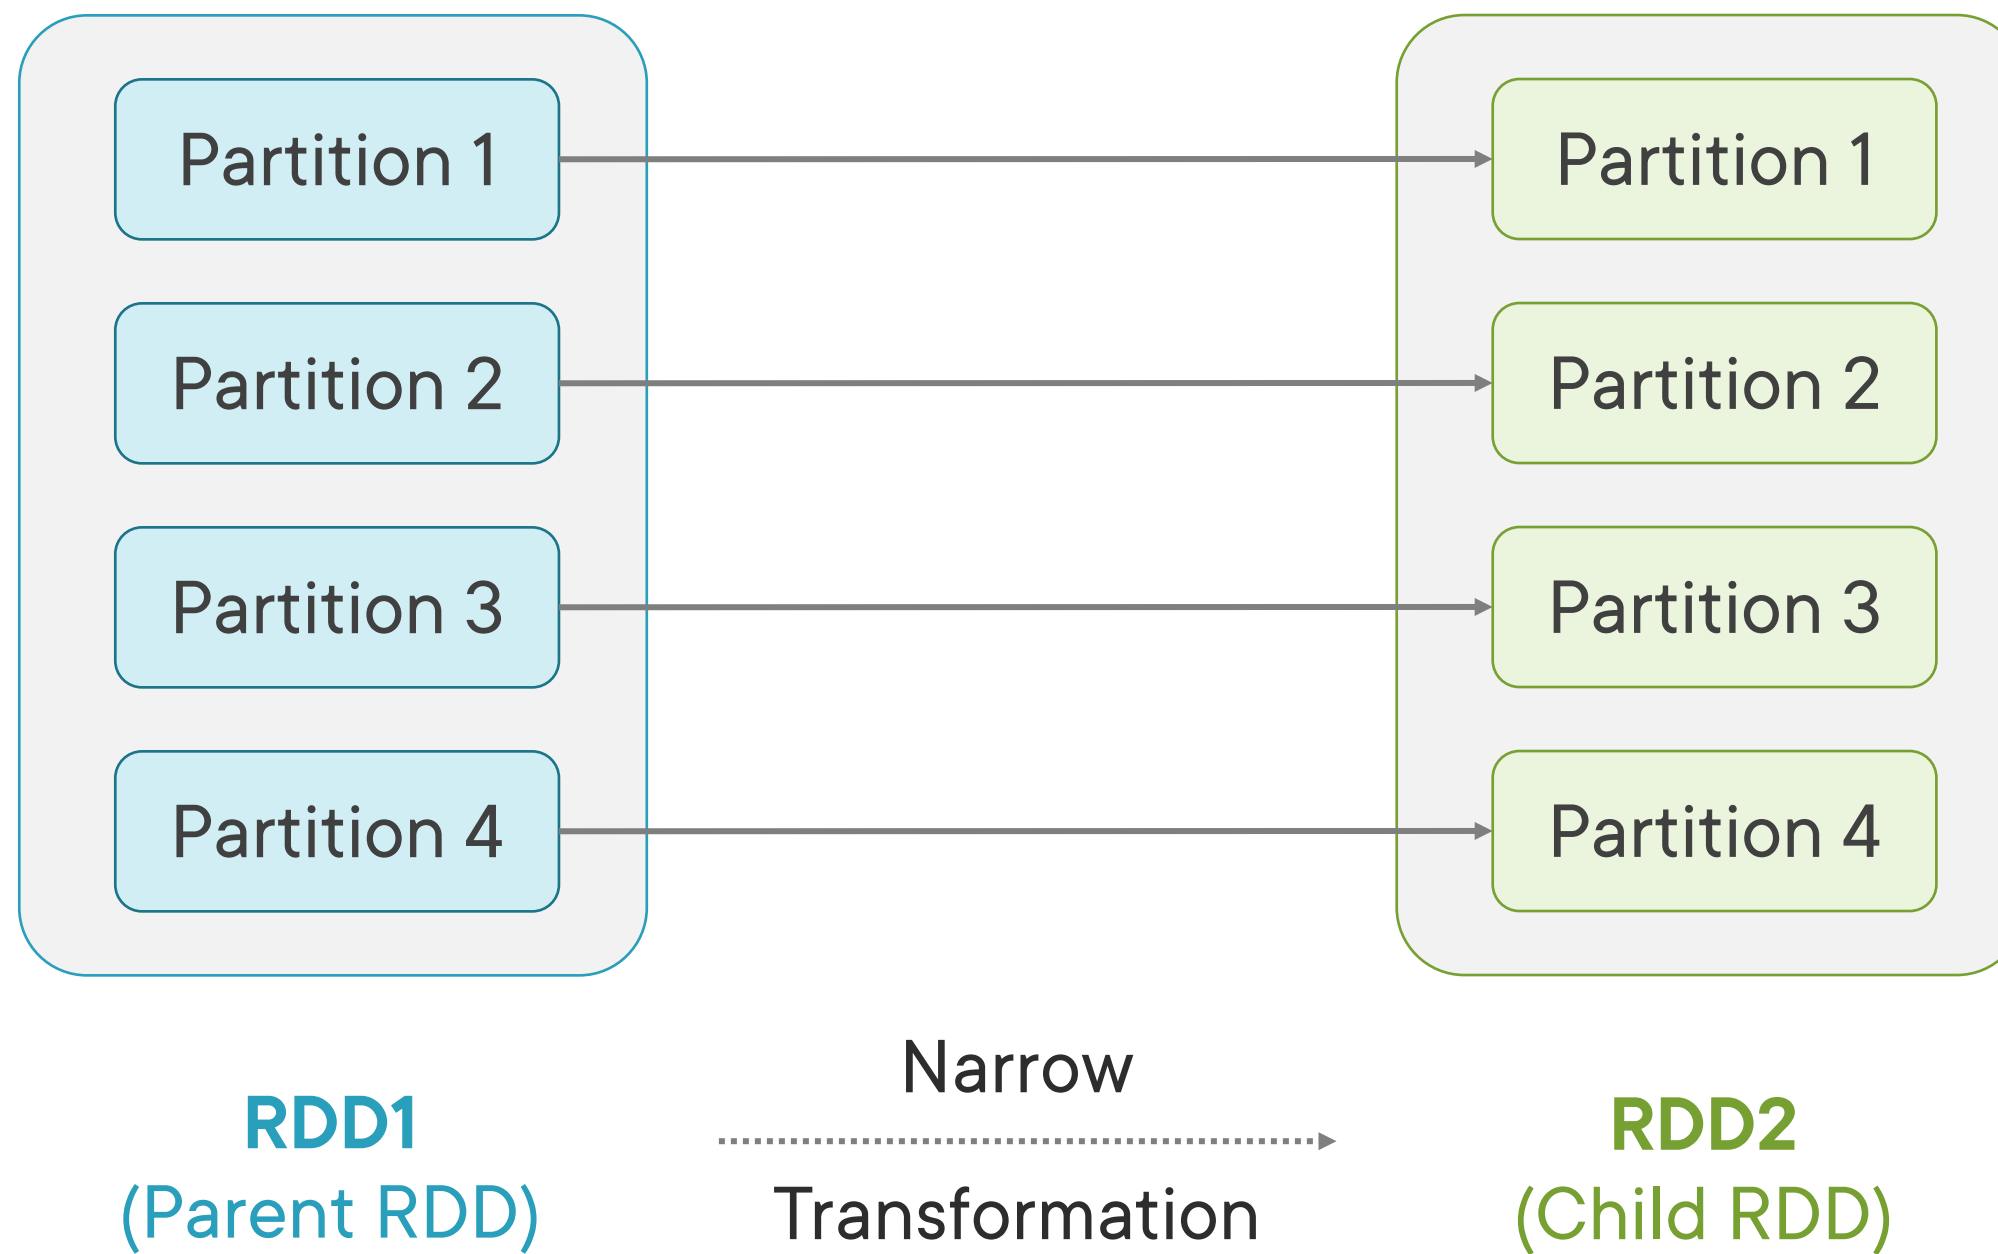 Partition 1
Partition 1
Partition 2
Partition 2
Partition 3
Partition 3
Partition 4
Partition 4
RDD1
(Parent RDD)
Narrow
Transformation
RDD2
(Child RDD)